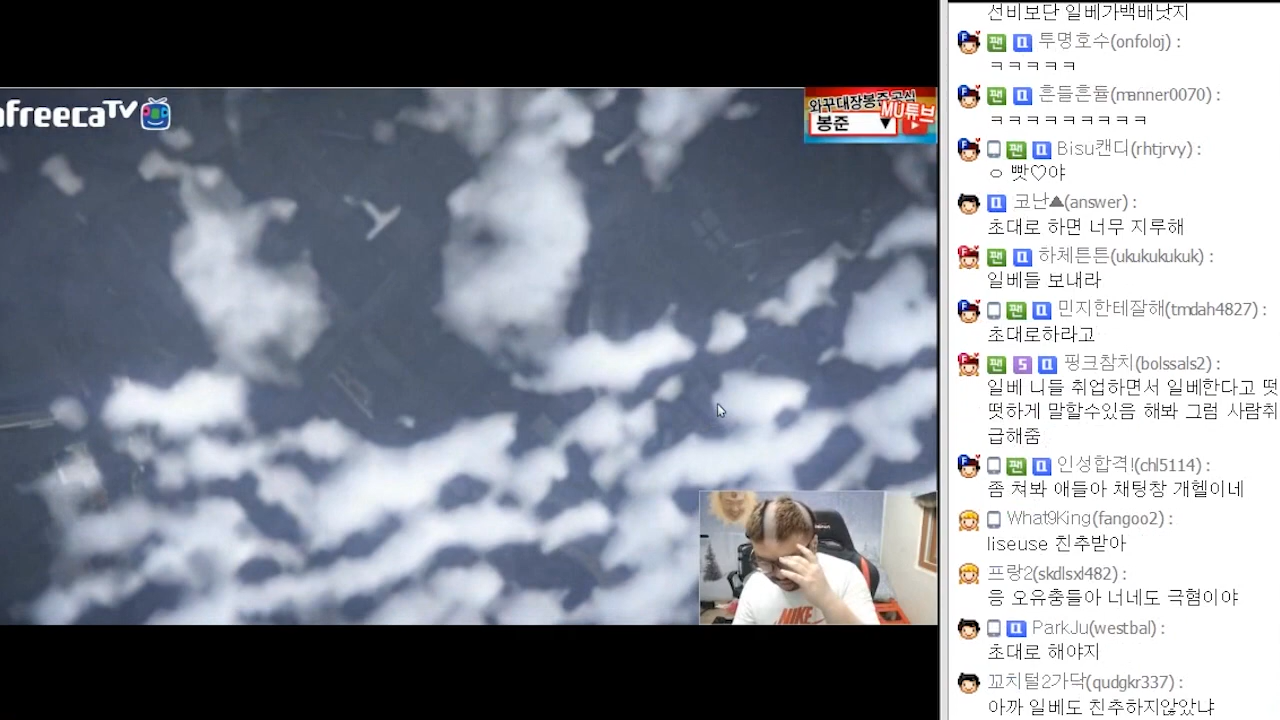 afreecaTV
와꾸대장봉준공식
MU튜브
봉준
NIKE
선비보단 일베가백배낫지
팬 투명호수(onfoloj) :
ㅋㅋㅋㅋㅋ
팬 흔들흔듈(manner0070) :
ㅋㅋㅋㅋㅋㅋㅋㅋㅋ
팬 Bisu캔디(rhtjrvy) :
ㅇ 빳♡야
코난▲(answer) :
초대로 하면 너무 지루해
팬 하체튼튼(ukukukukuk) :
일베들 보내라
팬 민지한테잘해(tmdah4827) :
초대로하라고
팬 S 핑크참치(bolssals2) :
일베 니들 취업하면서 일베한다고 떳
떳하게 말할수있음 해봐 그럼 사람취
급해줌
팬 인성합격!(chl5114) :
좀 쳐봐 애들아 채팅창 개헬이네
What9King(fangoo2) :
liseuse 친추받아
프랑2(skdlsxl482) :
응 오유충들아 너네도 극혐이야
ParkJu(westbal) :
초대로 해야지
꼬치털2가닥(qudgkr337) :
아까 일베도 친추하지않았냐